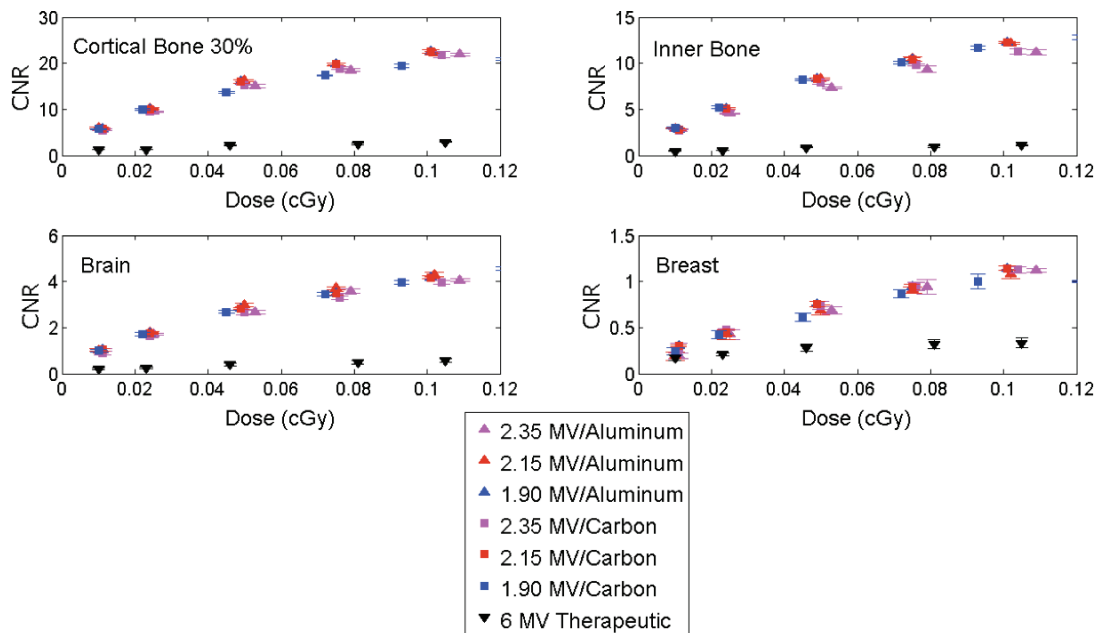 30
20
10
0
CNR
Cortical Bone 30%
0 0.02 0.04 0.06 0.08 0.1 0.12
Dose (cGy)
15
10
5
0
CNR
Inner Bone
0 0.02 0.04 0.06 0.08 0.1 0.12
Dose (cGy)
6
4
2
0
CNR
Brain
0 0.02 0.04 0.06 0.08 0.1 0.12
Dose (cGy)
1.5
1
0.5
0
CNR
Breast
0 0.02 0.04 0.06 0.08 0.1 0.12
Dose (cGy)
2.35 MV/Aluminum
2.15 MV/Aluminum
1.90 MV/Aluminum
2.35 MV/Carbon
2.15 MV/Carbon
1.90 MV/Carbon
6 MV Therapeutic